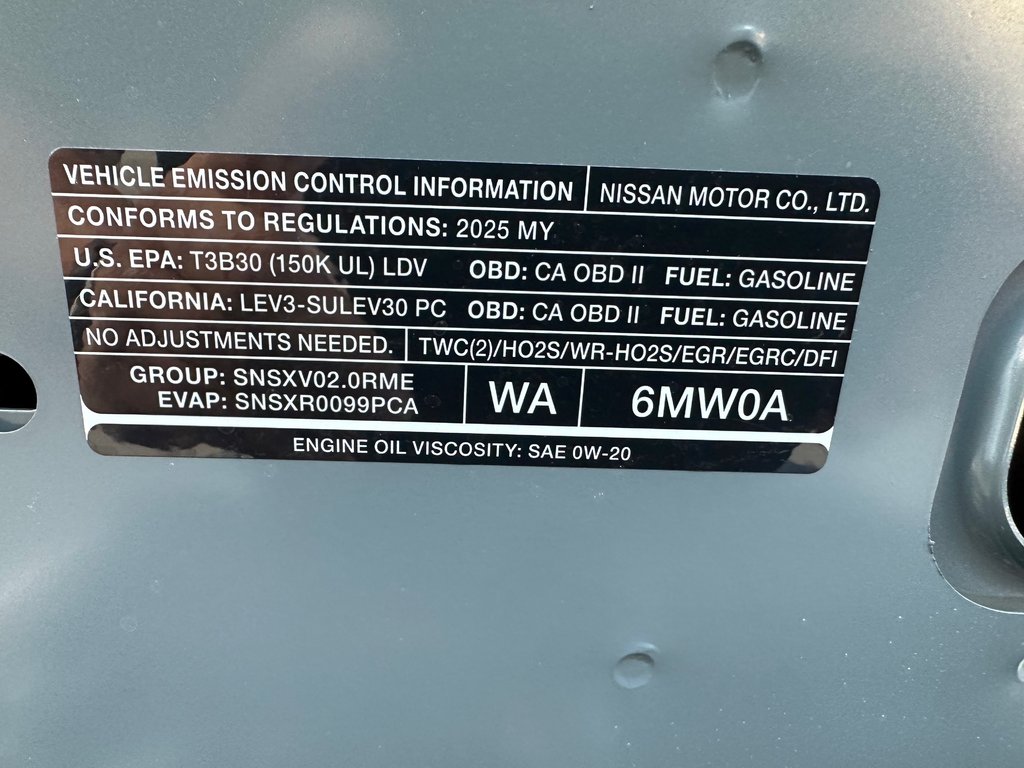 VEHICLE EMISSION CONTROL INFORMATION NISSAN MOTOR CO., LTD.
CONFORMS TO REGULATIONS: 2025 MY
U.S. EPA: T3B30 (150K UL) LDV OBD: CA OBD II FUEL: GASOLINE
CALIFORNIA: LEV3-SULEV30 PC OBD: CA OBD II FUEL: GASOLINE
NO ADJUSTMENTS NEEDED. TWC(2)/HO2S/WR-HO2S/EGR/EGRC/DFI
GROUP: SNSXV02.0RME
EVAP: SNSXR0099PCA
WA
6MW0A
ENGINE OIL VISCOSITY: SAE 0W-20